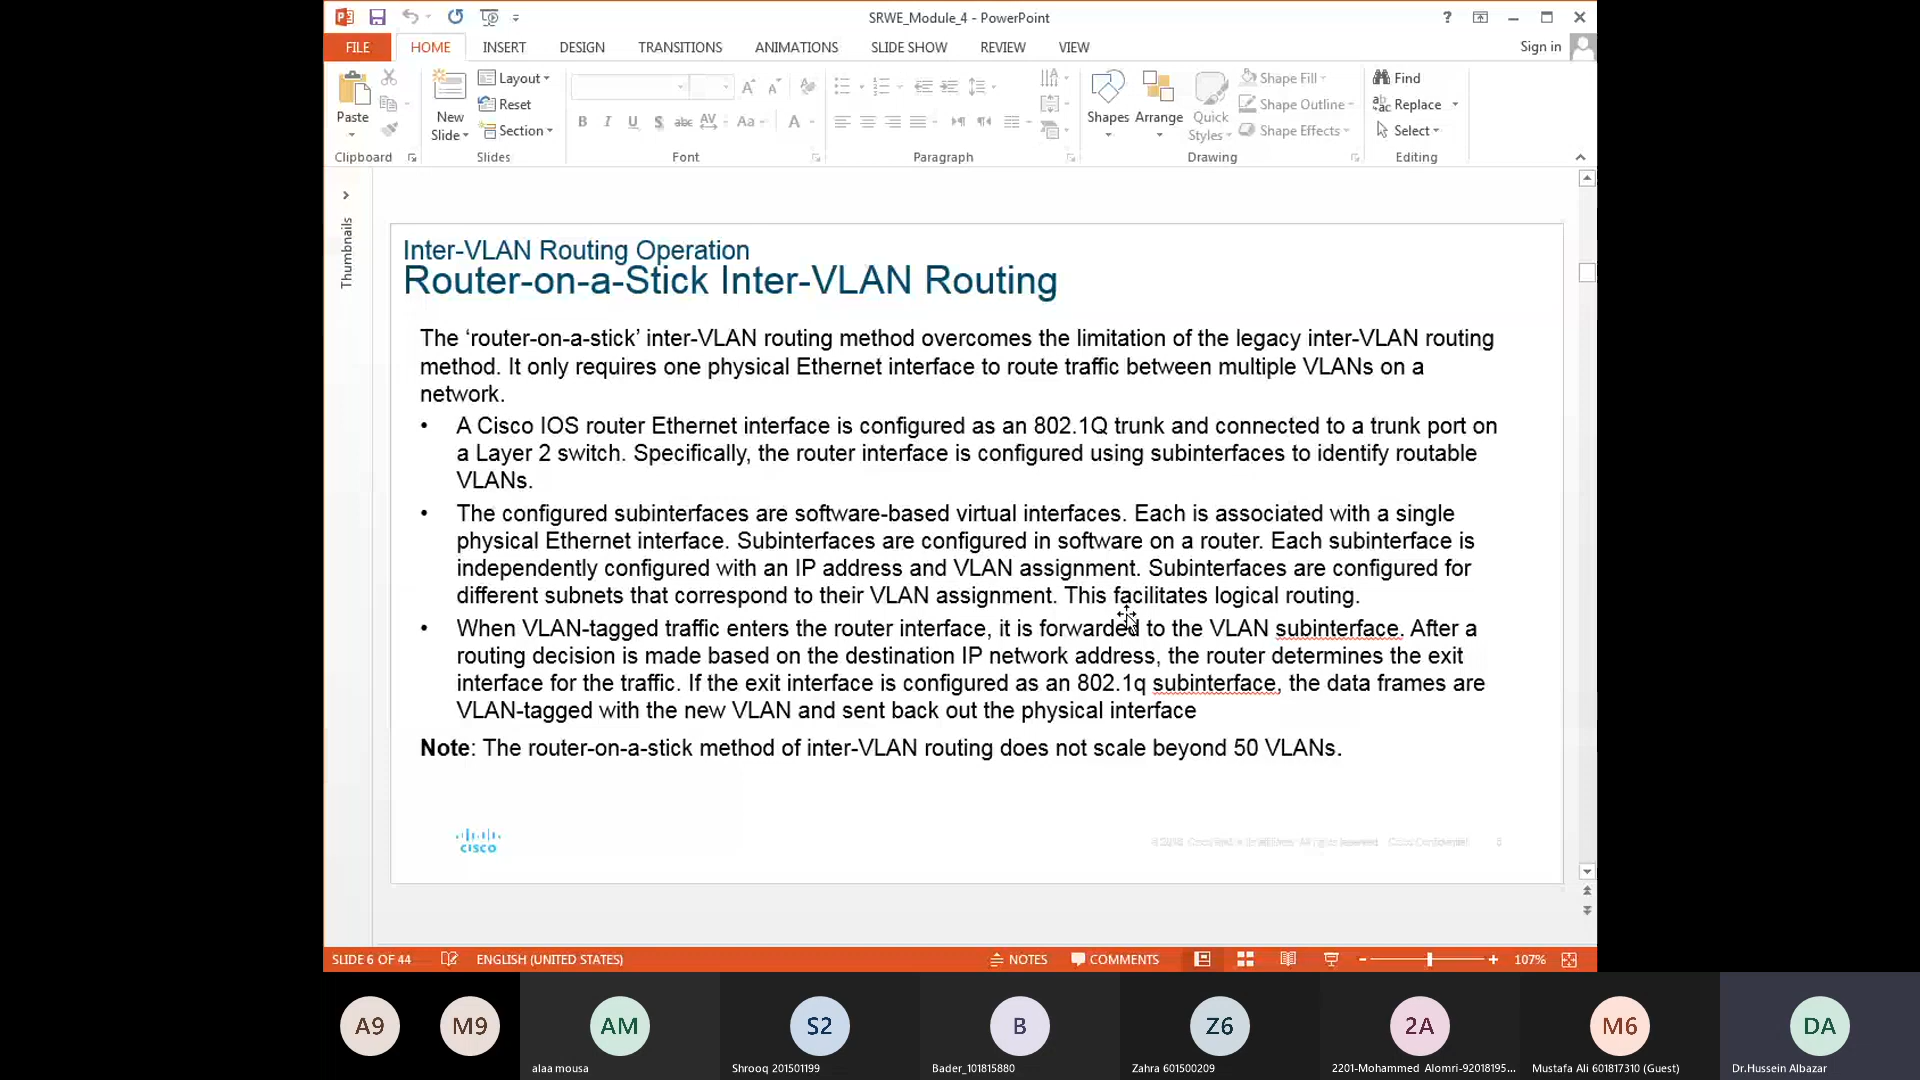 SRWE_Module_4 - PowerPoint
?
FILE HOME INSERT DESIGN TRANSITIONS ANIMATIONS SLIDE SHOW REVIEW VIEW Sign in
Paste
New Slide
Layout
Reset
Section
B I U S abc AV Aa A
Shapes Arrange Quick Styles
Shape Fill
Shape Outline
Shape Effects
Find
Replace
Select
Clipboard Slides Font Paragraph Drawing Editing
Thumbnails
Inter-VLAN Routing Operation
Router-on-a-Stick Inter-VLAN Routing
The ‘router-on-a-stick’ inter-VLAN routing method overcomes the limitation of the legacy inter-VLAN routing
method. It only requires one physical Ethernet interface to route traffic between multiple VLANs on a
network.
• A Cisco IOS router Ethernet interface is configured as an 802.1Q trunk and connected to a trunk port on
a Layer 2 switch. Specifically, the router interface is configured using subinterfaces to identify routable
VLANs.
• The configured subinterfaces are software-based virtual interfaces. Each is associated with a single
physical Ethernet interface. Subinterfaces are configured in software on a router. Each subinterface is
independently configured with an IP address and VLAN assignment. Subinterfaces are configured for
different subnets that correspond to their VLAN assignment. This facilitates logical routing.
• When VLAN-tagged traffic enters the router interface, it is forwarded to the VLAN subinterface. After a
routing decision is made based on the destination IP network address, the router determines the exit
interface for the traffic. If the exit interface is configured as an 802.1q subinterface, the data frames are
VLAN-tagged with the new VLAN and sent back out the physical interface
Note: The router-on-a-stick method of inter-VLAN routing does not scale beyond 50 VLANs.
cisco
SLIDE 6 OF 44 ENGLISH (UNITED STATES) NOTES COMMENTS 107%
A9 M9 AM S2 B Z6 2A M6 DA
alaa mousa Shrooq 201501199 Bader_101815880 Zahra 601500209 2201-Mohammed Alomri-92018195... Mustafa Ali 601817310 (Guest) Dr.Hussein Albazar